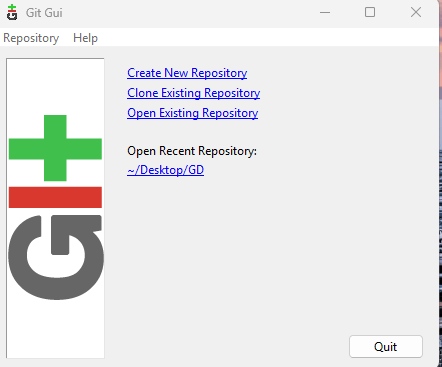 Git Gui
Repository Help
Create New Repository
Clone Existing Repository
Open Existing Repository
Open Recent Repository:
~/Desktop/GD
Quit